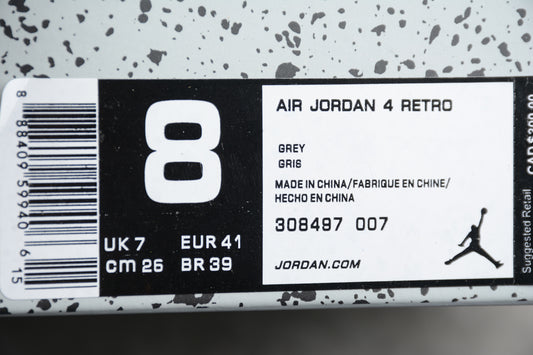 8 88409 59940 6 15
8
UK 7 EUR 41
cm 26 BR 39
AIR JORDAN 4 RETRO
GREY
GRIS
MADE IN CHINA/FABRIQUE EN CHINE/
HECHO EN CHINA
308497 007
JORDAN.COM
Suggested Retail